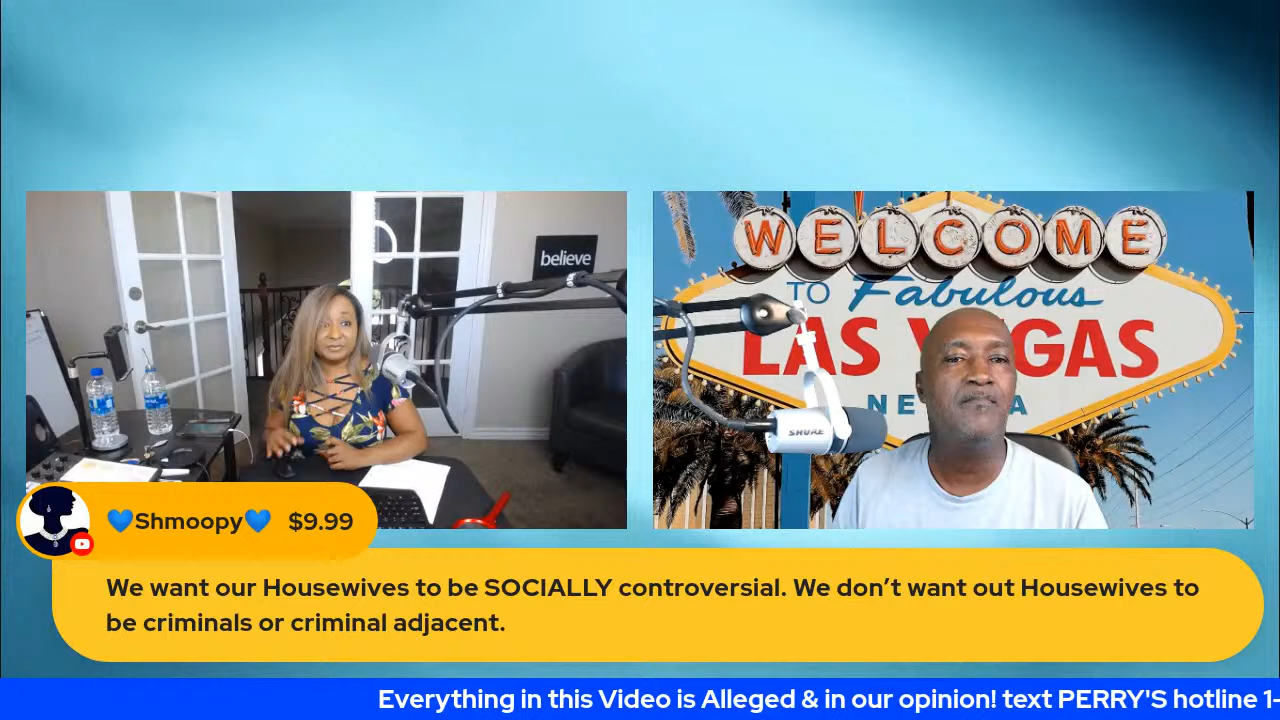 believe
WELCOME
TO Fabulous
LAS VEGAS
NE A
SHURE
💙Shmoopy💙 $9.99
We want our Housewives to be SOCIALLY controversial. We don’t want out Housewives to
be criminals or criminal adjacent.
Everything in this Video is Alleged & in our opinion! text PERRY'S hotline 1-